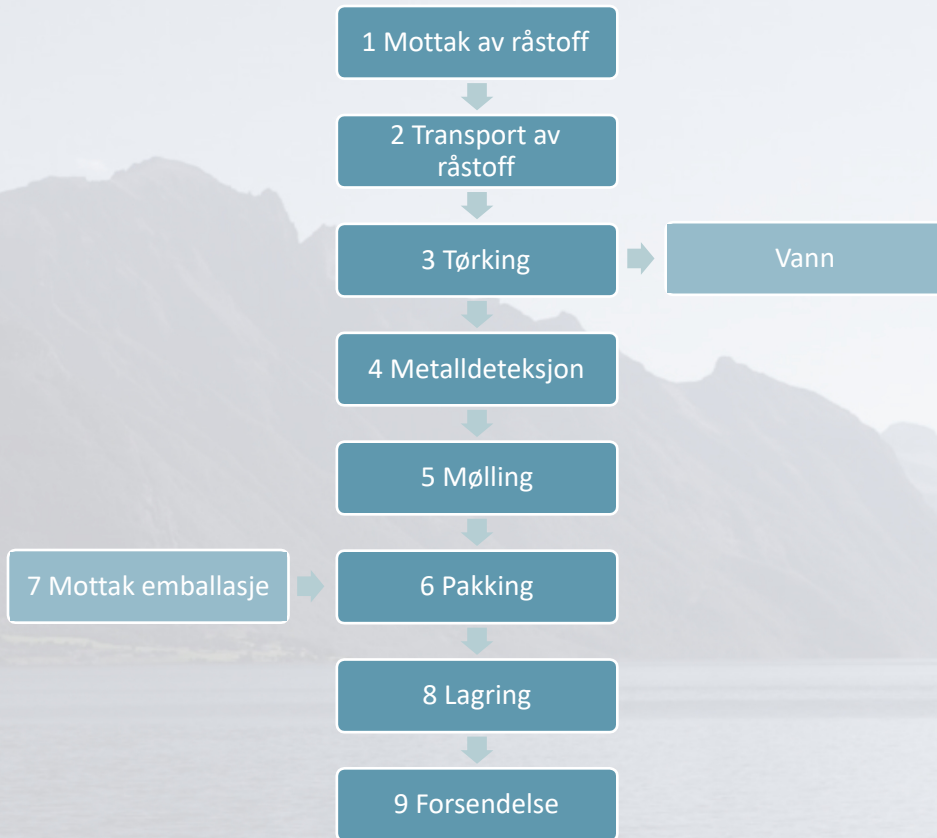 1 Mottak av råstoff
2 Transport av
råstoff
3 Tørking
Vann
4 Metalldeteksjon
5 Mølling
7 Mottak emballasje
6 Pakking
8 Lagring
9 Forsendelse